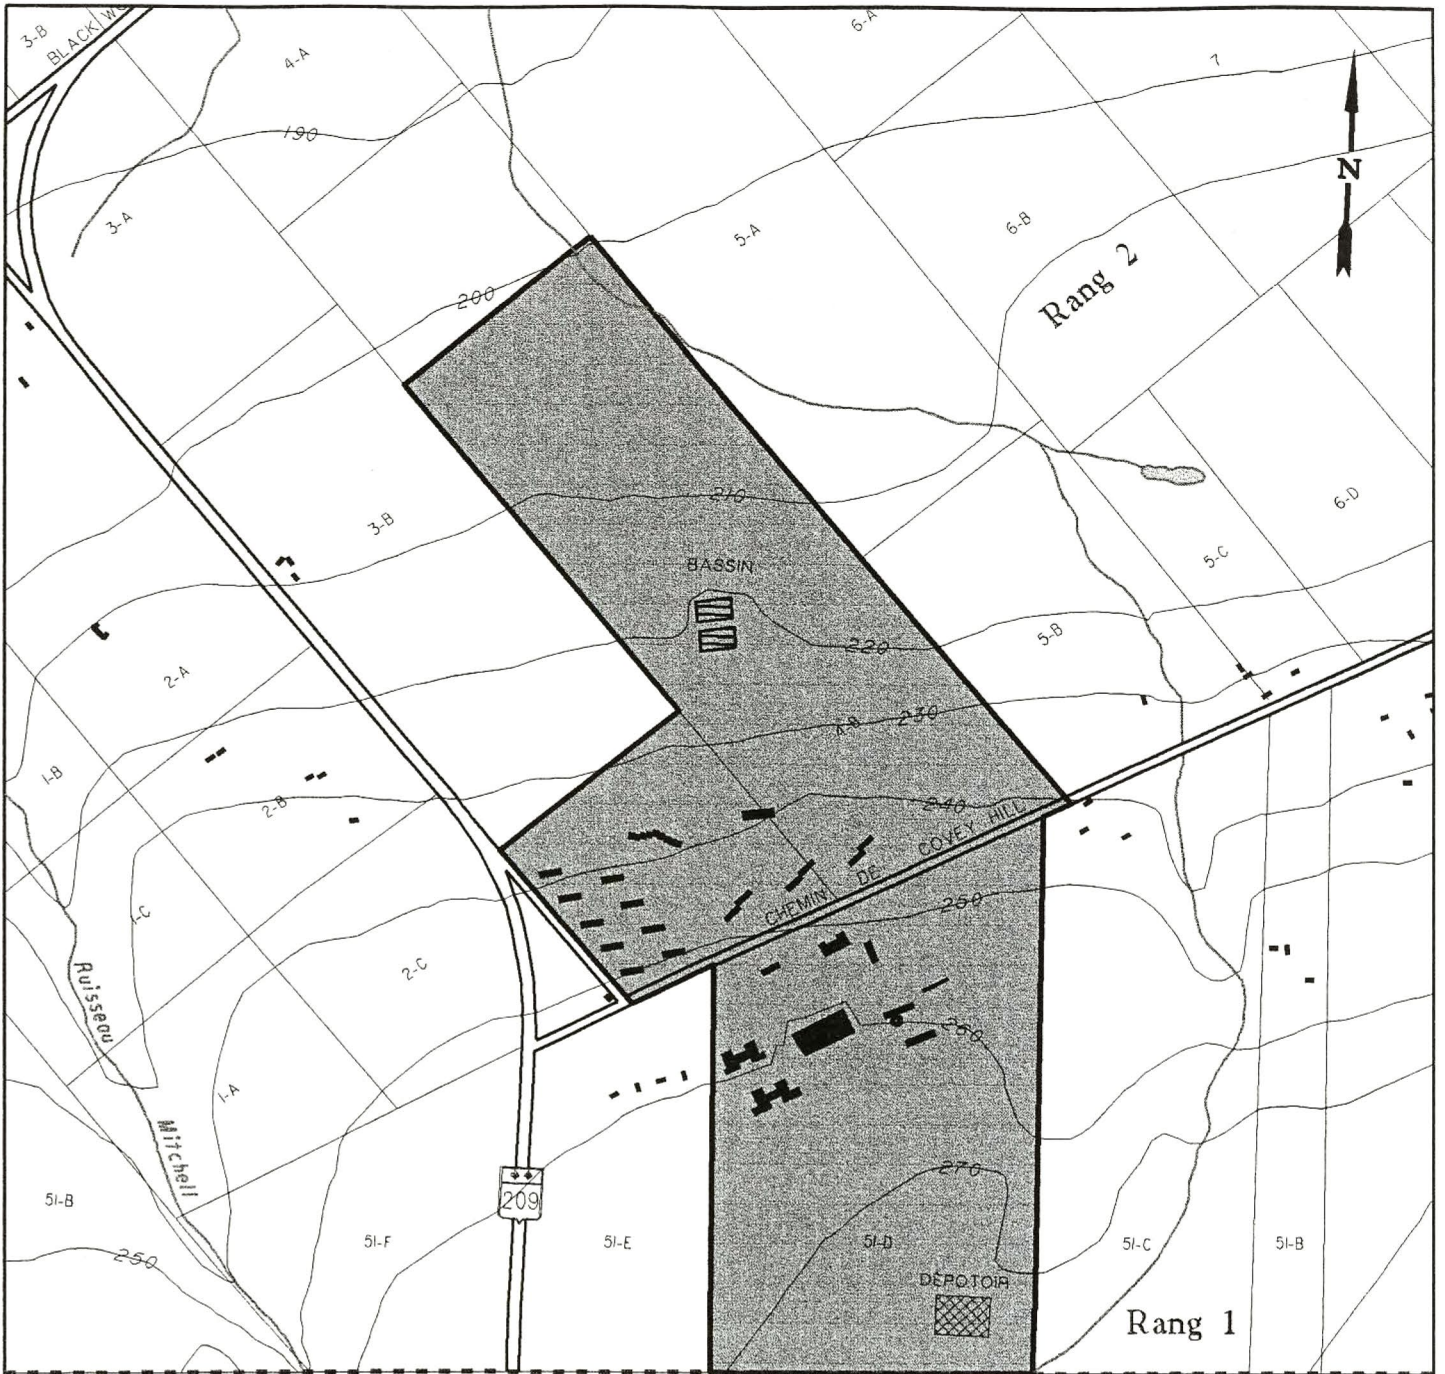 3-B
BLACK
4-A
6-A
7
190
N
3-A
5-A
6-B
Rang 2
200
3-B
210
6-D
BASSIN
5-C
220
5-B
2-A
4-B
230
1-B
2-B
240
CHEMIN DE COVEY HILL
250
1-C
2-C
Ruisseau Mitchell
260
1-A
270
209
51-B
51-F
51-E
51-D
51-C
51-B
250
DÉPOTOIR
Rang 1